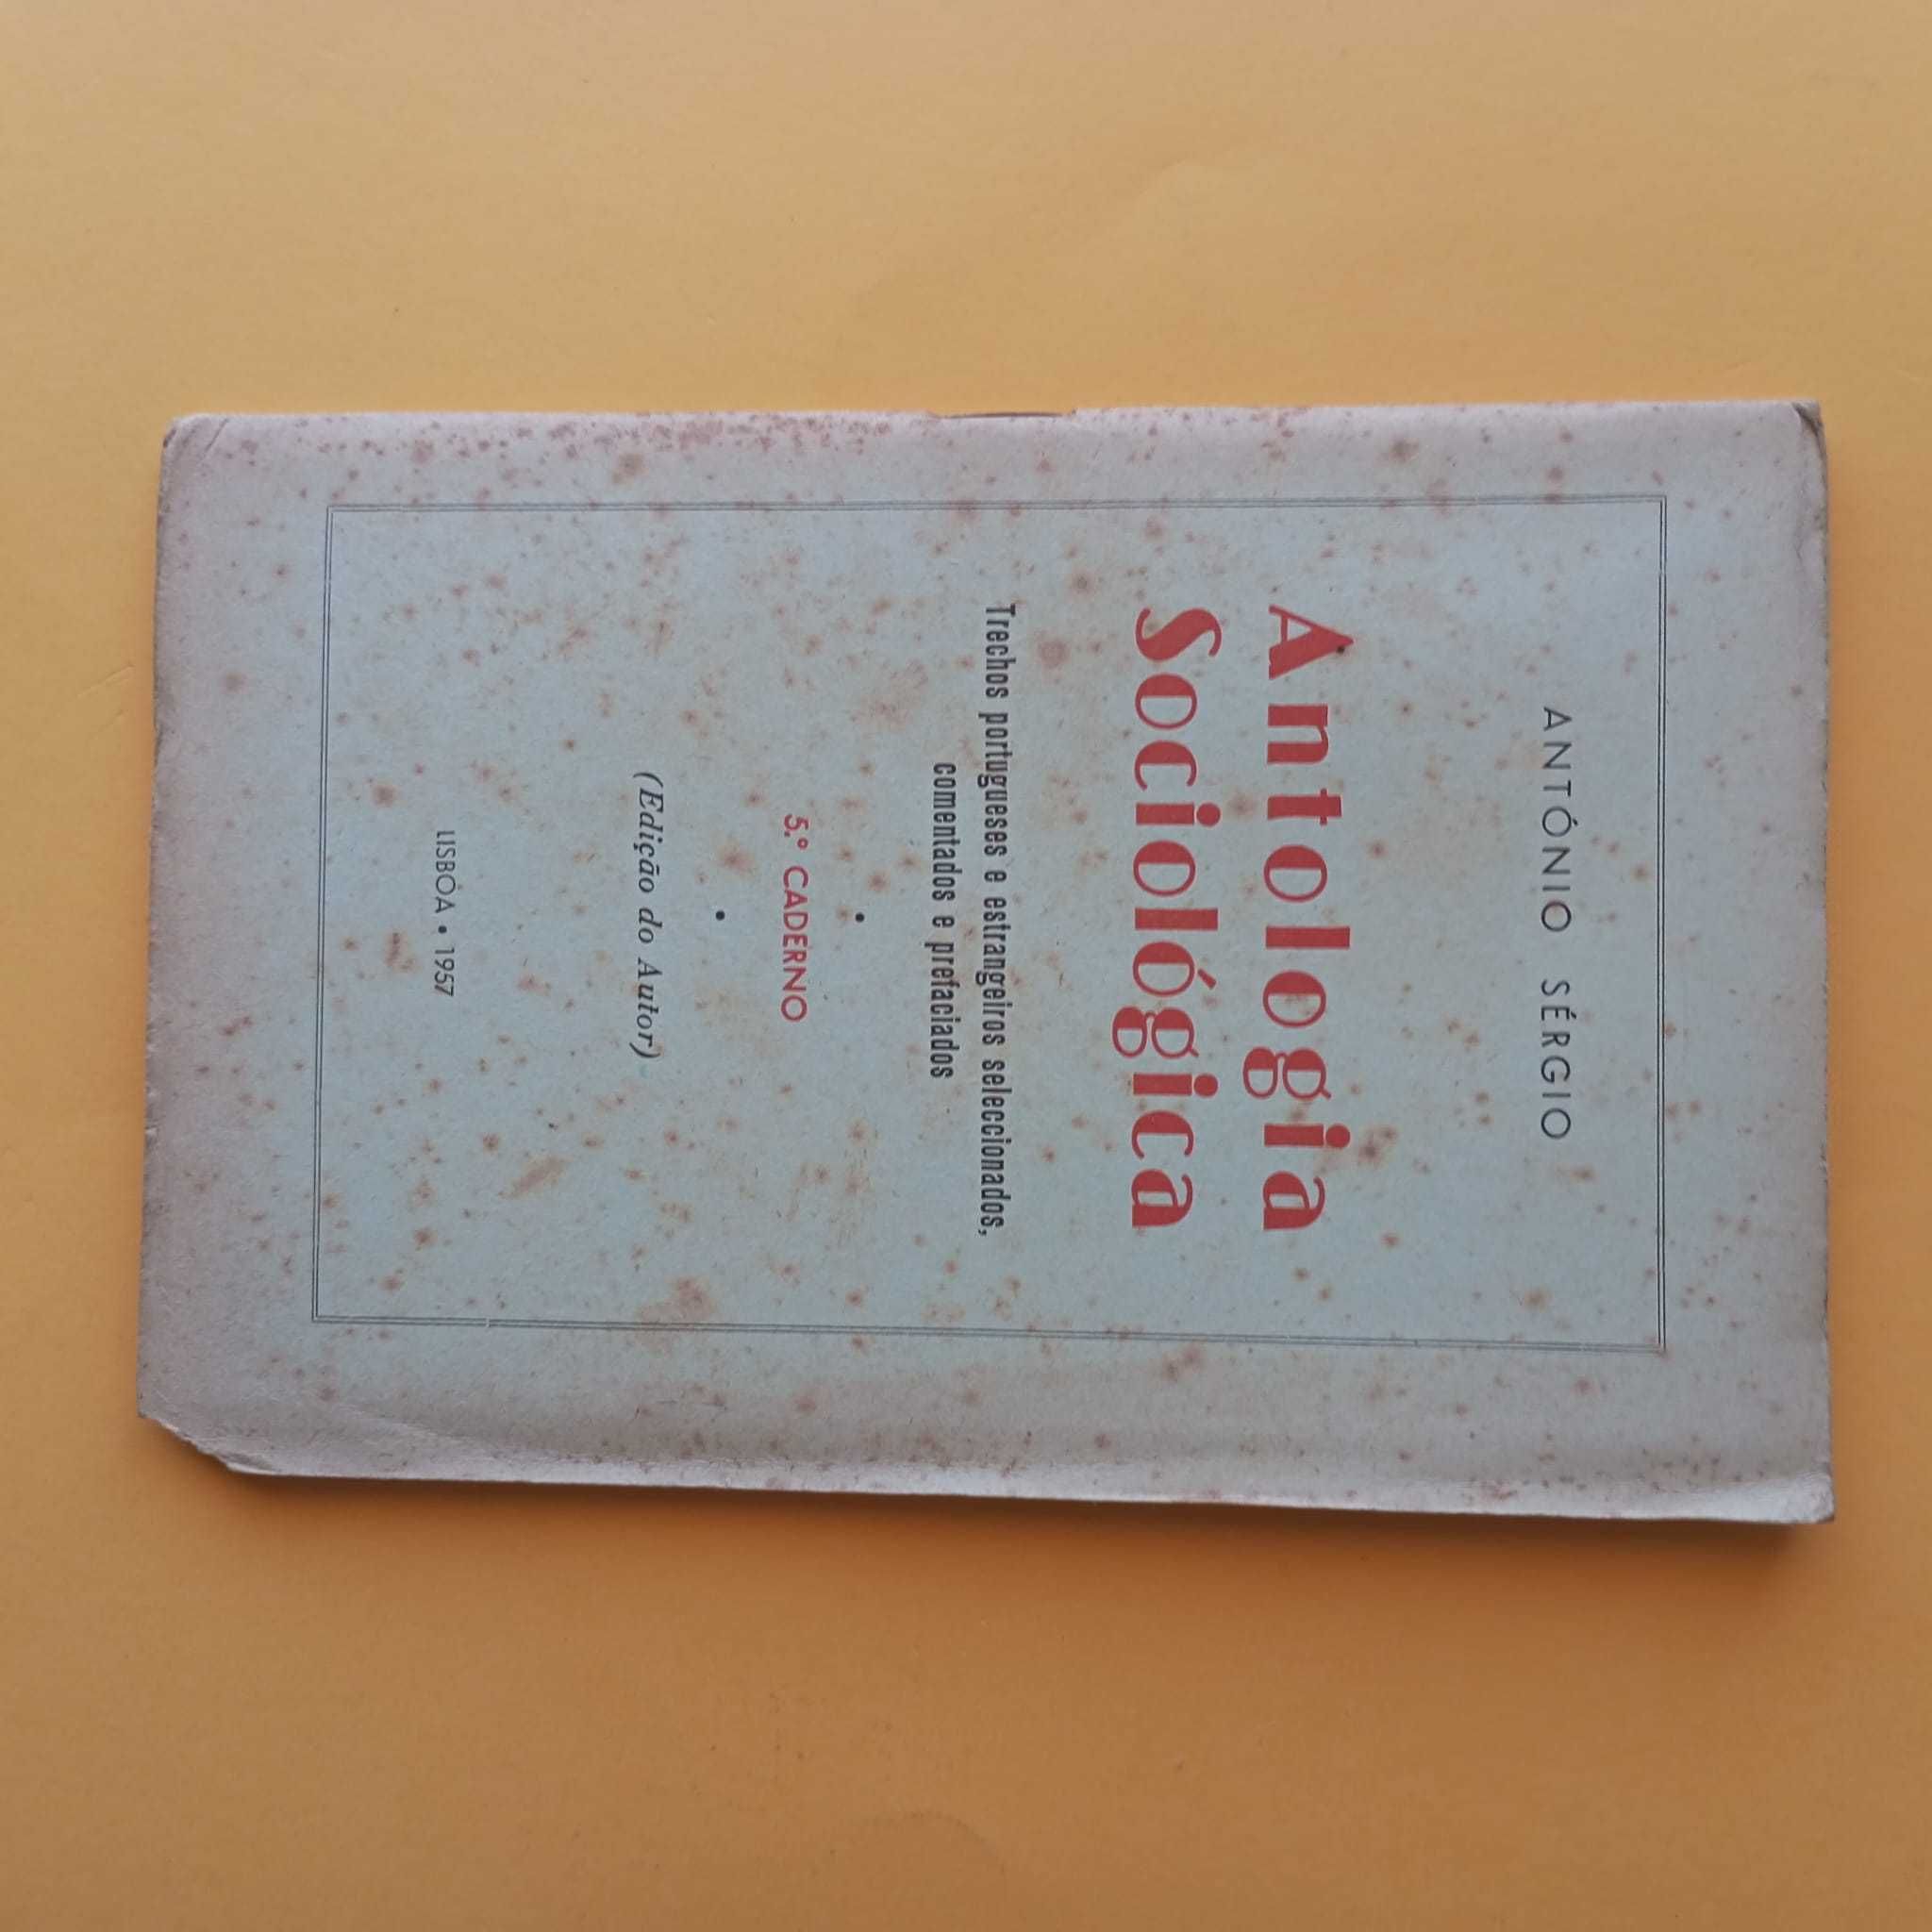 ANTÓNIO SÉRGIO
Antologia
Sociológica
Trechos portugueses e estrangeiros seleccionados,
comentados e prefaciados
•
5.º CADERNO
•
(Edição do Autor)
LISBOA • 1957